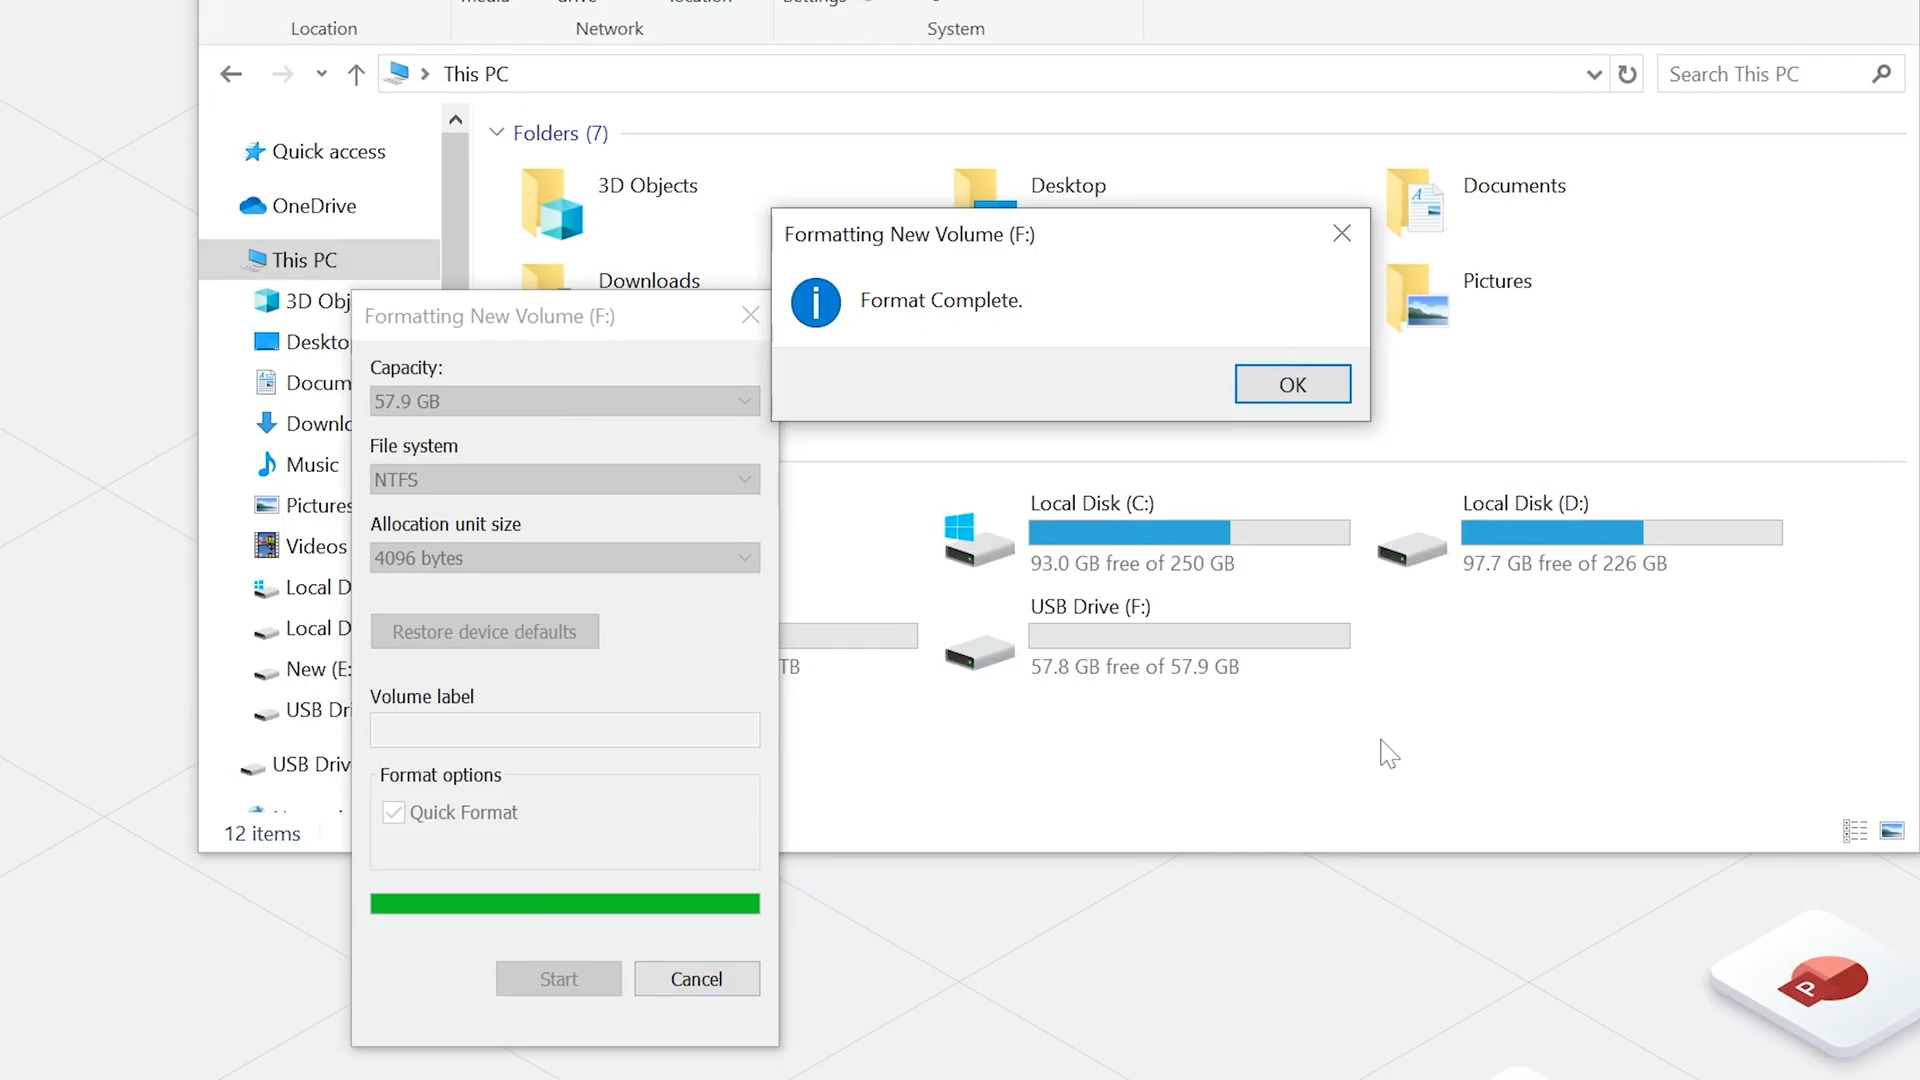 media drive location Settings
Location Network System
This PC
Search This PC
Quick access
OneDrive
This PC
3D Obj
Deskto
Docum
Downlo
Music
Pictures
Videos
Local D
Local D
New (E:
USB Dri
USB Driv
12 items
Folders (7)
3D Objects
Desktop
Documents
Downloads
Pictures
Formatting New Volume (F:)
Format Complete.
OK
Formatting New Volume (F:)
Capacity:
57.9 GB
File system
NTFS
Allocation unit size
4096 bytes
Restore device defaults
Volume label
Format options
Quick Format
Start
Cancel
Local Disk (C:)
93.0 GB free of 250 GB
Local Disk (D:)
97.7 GB free of 226 GB
TB
USB Drive (F:)
57.8 GB free of 57.9 GB
P